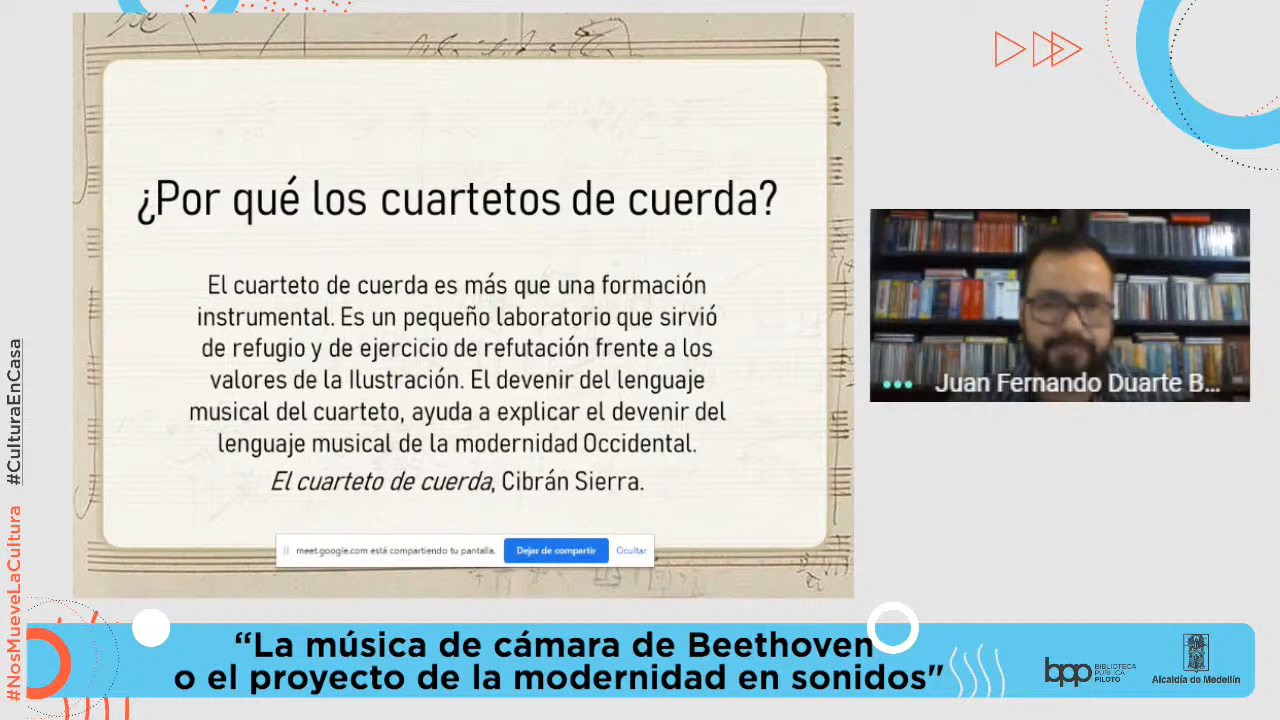 ¿Por qué los cuartetos de cuerda?
El cuarteto de cuerda es más que una formación
instrumental. Es un pequeño laboratorio que sirvió
de refugio y de ejercicio de refutación frente a los
valores de la Ilustración. El devenir del lenguaje
musical del cuarteto, ayuda a explicar el devenir del
lenguaje musical de la modernidad Occidental.
El cuarteto de cuerda, Cibrán Sierra.
meet.google.com está compartiendo tu pantalla.
Dejar de compartir
Ocultar
Juan Fernando Duarte B...
#NosMueveLaCultura #CulturaEnCasa
“La música de cámara de Beethoven
o el proyecto de la modernidad en sonidos"
bpp
BIBLIOTECA
PÚBLICA
PILOTO
Alcaldía de Medellín